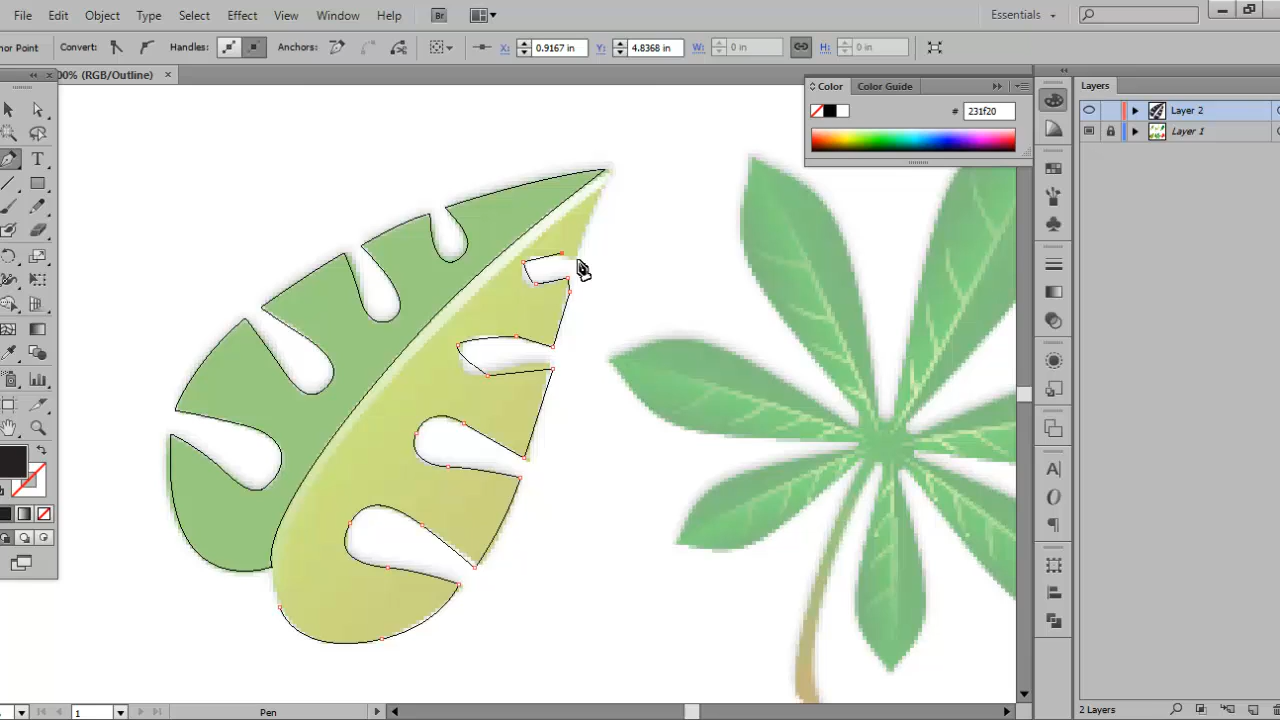 File Edit Object Type Select Effect View Window Help Br Essentials
nor Point Convert: Handles: Anchors: X: 0.9167 in Y: 4.8368 in W: 0 in H: 0 in
00% (RGB/Outline) ×
Color Color Guide
# 231f20
Layers
Layer 2
Layer 1
T
A
O
1 Pen
2 Layers